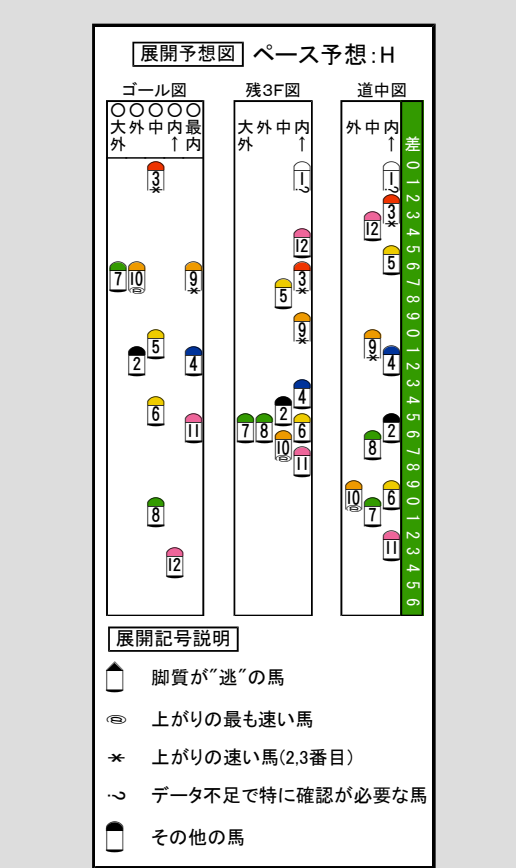 展開予想図 ペース予想:H
ゴール図 残3F図 道中図
大外 外 中 内↑ 最内
大外 外 中 内↑
外 中 内↑ 差
0 1 2 3 4 5 6 7 8 9 0 1 2 3 4 5 6 7 8 9 0 1 2 3 4 5 6
3
7 10 9
5
2 4
6
11
8
12
1
12
3
5
9
4
2
7 8 6
10
11
1
3
12
5
9
4
2
8
10 6
7
11
展開記号説明
脚質が"逃"の馬
上がりの最も速い馬
上がりの速い馬(2,3番目)
データ不足で特に確認が必要な馬
その他の馬